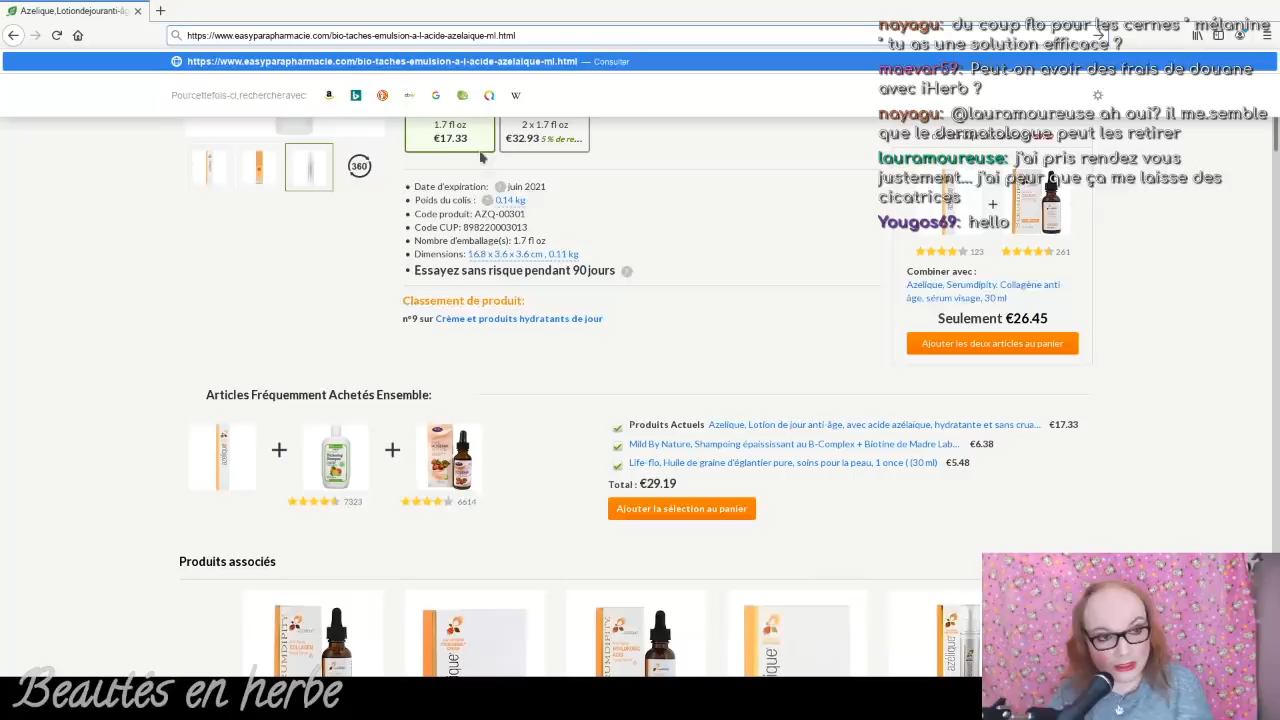 Azelique,Lotiondejouranti-âg
https://www.easyparapharmacie.com/bio-taches-emulsion-a-l-acide-azelaique-ml.html
https://www.easyparapharmacie.com/bio-taches-emulsion-a-l-acide-azelaique-ml.html — Consulter
Pourcettefois-ci,rechercheravec:
nayagu: du coup flo pour les cernes " mélanine
" tu as une solution efficace ?
maevar59: Peut-on avoir des frais de douane
avec iHerb ?
nayagu: @lauramoureuse ah oui? il me semble
que le dermatologue peut les retirer
lauramoureuse: j'ai pris rendez vous
justement... j'ai peur que ça me laisse des
cicatrices
Yougos69: hello
1.7 fl oz
€17.33
2 x 1.7 fl oz
€32.93 5 % de re...
360
Date d'expiration: juin 2021
Poids du colis : 0.14 kg
Code produit: AZQ-00301
Code CUP: 898220003013
Nombre d'emballage(s): 1.7 fl oz
Dimensions: 16.8 x 3.6 x 3.6 cm , 0.11 kg
Essayez sans risque pendant 90 jours
Classement de produit:
n°9 sur Crème et produits hydratants de jour
+
123
261
Combiner avec :
Azelique, Serumdipity. Collagène anti-
âge, sérum visage, 30 ml
Seulement €26.45
Ajouter les deux articles au panier
Articles Fréquemment Achetés Ensemble:
azelique
+
+
7323
6614
Produits Actuels Azelique, Lotion de jour anti-âge, avec acide azélaïque, hydratante et sans crua... €17.33
Mild By Nature, Shampoing épaississant au B-Complex + Biotine de Madre Lab... €6.38
Life-flo, Huile de graine d'églantier pure, soins pour la peau, 1 once ( (30 ml) €5.48
Total : €29.19
Ajouter la sélection au panier
Produits associés
Beautés en herbe